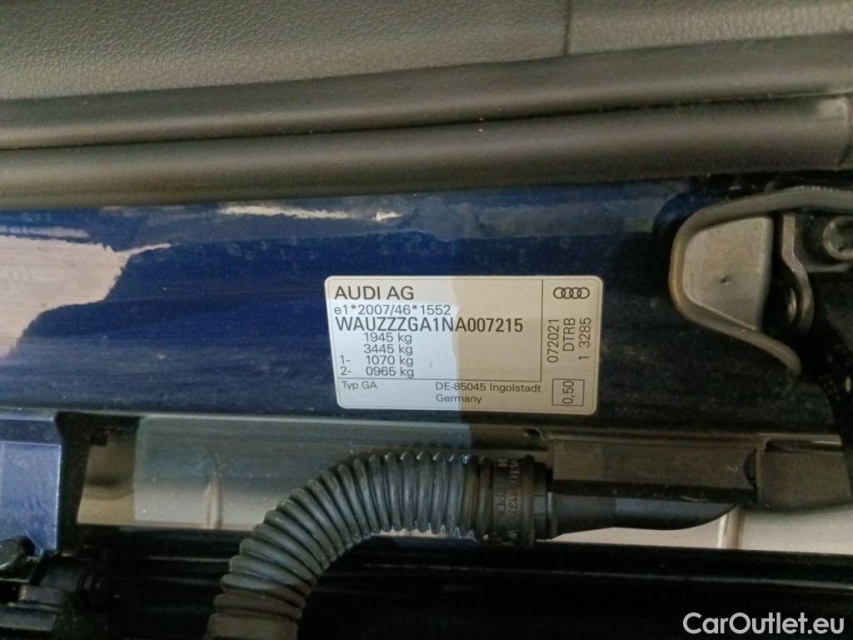 AUDI AG
e1*2007/46*1552
WAUZZZGA1NA007215
1945 kg
3445 kg
1- 1070 kg
2- 0965 kg
Typ GA
DE-85045 Ingolstadt
Germany
072021
DTRB
1 3285
0,50
CarOutlet.eu